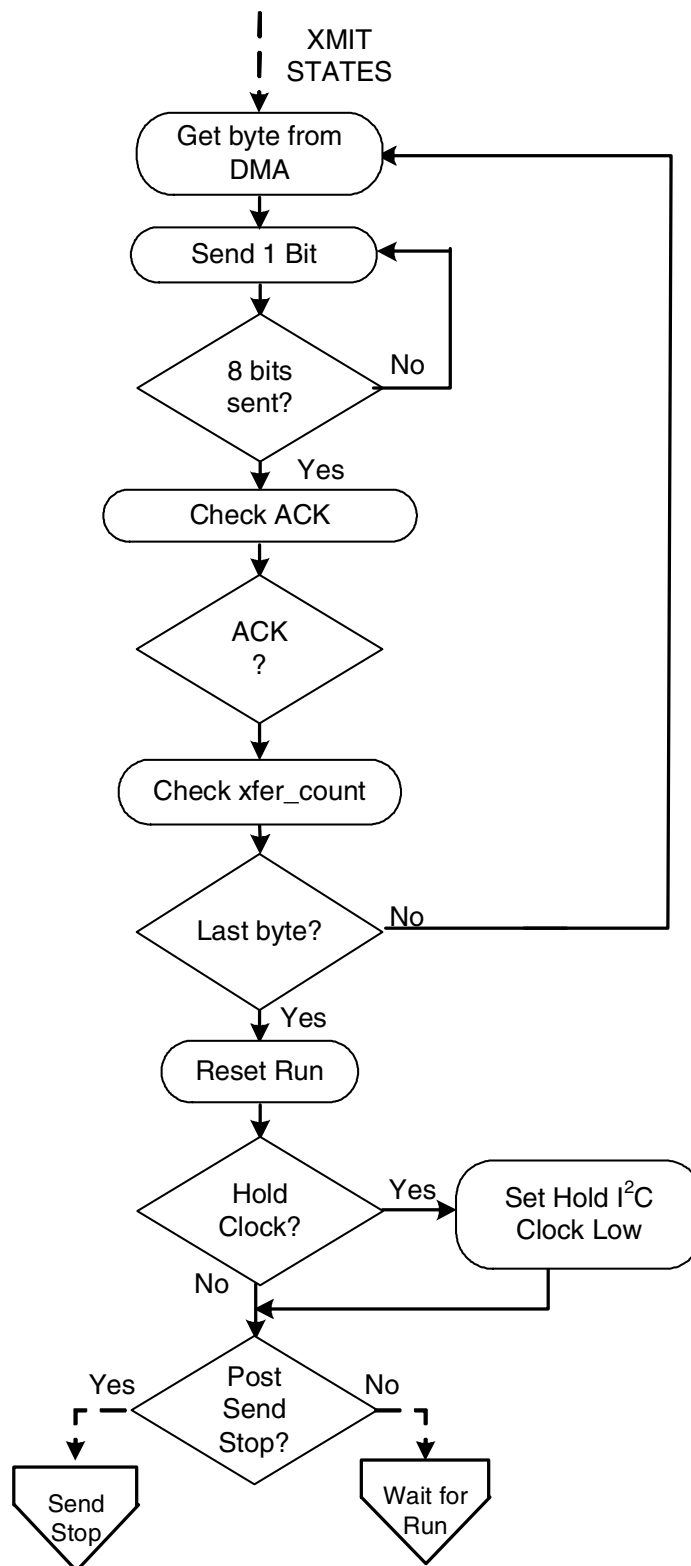 XMIT
STATES
Get byte from
DMA
Send 1 Bit
8 bits
sent?
No
Yes
Check ACK
ACK
?
Check xfer_count
Last byte?
No
Yes
Reset Run
Hold
Clock?
Yes
Set Hold I²C
Clock Low
No
Post
Send
Stop?
Yes
No
Send
Stop
Wait for
Run